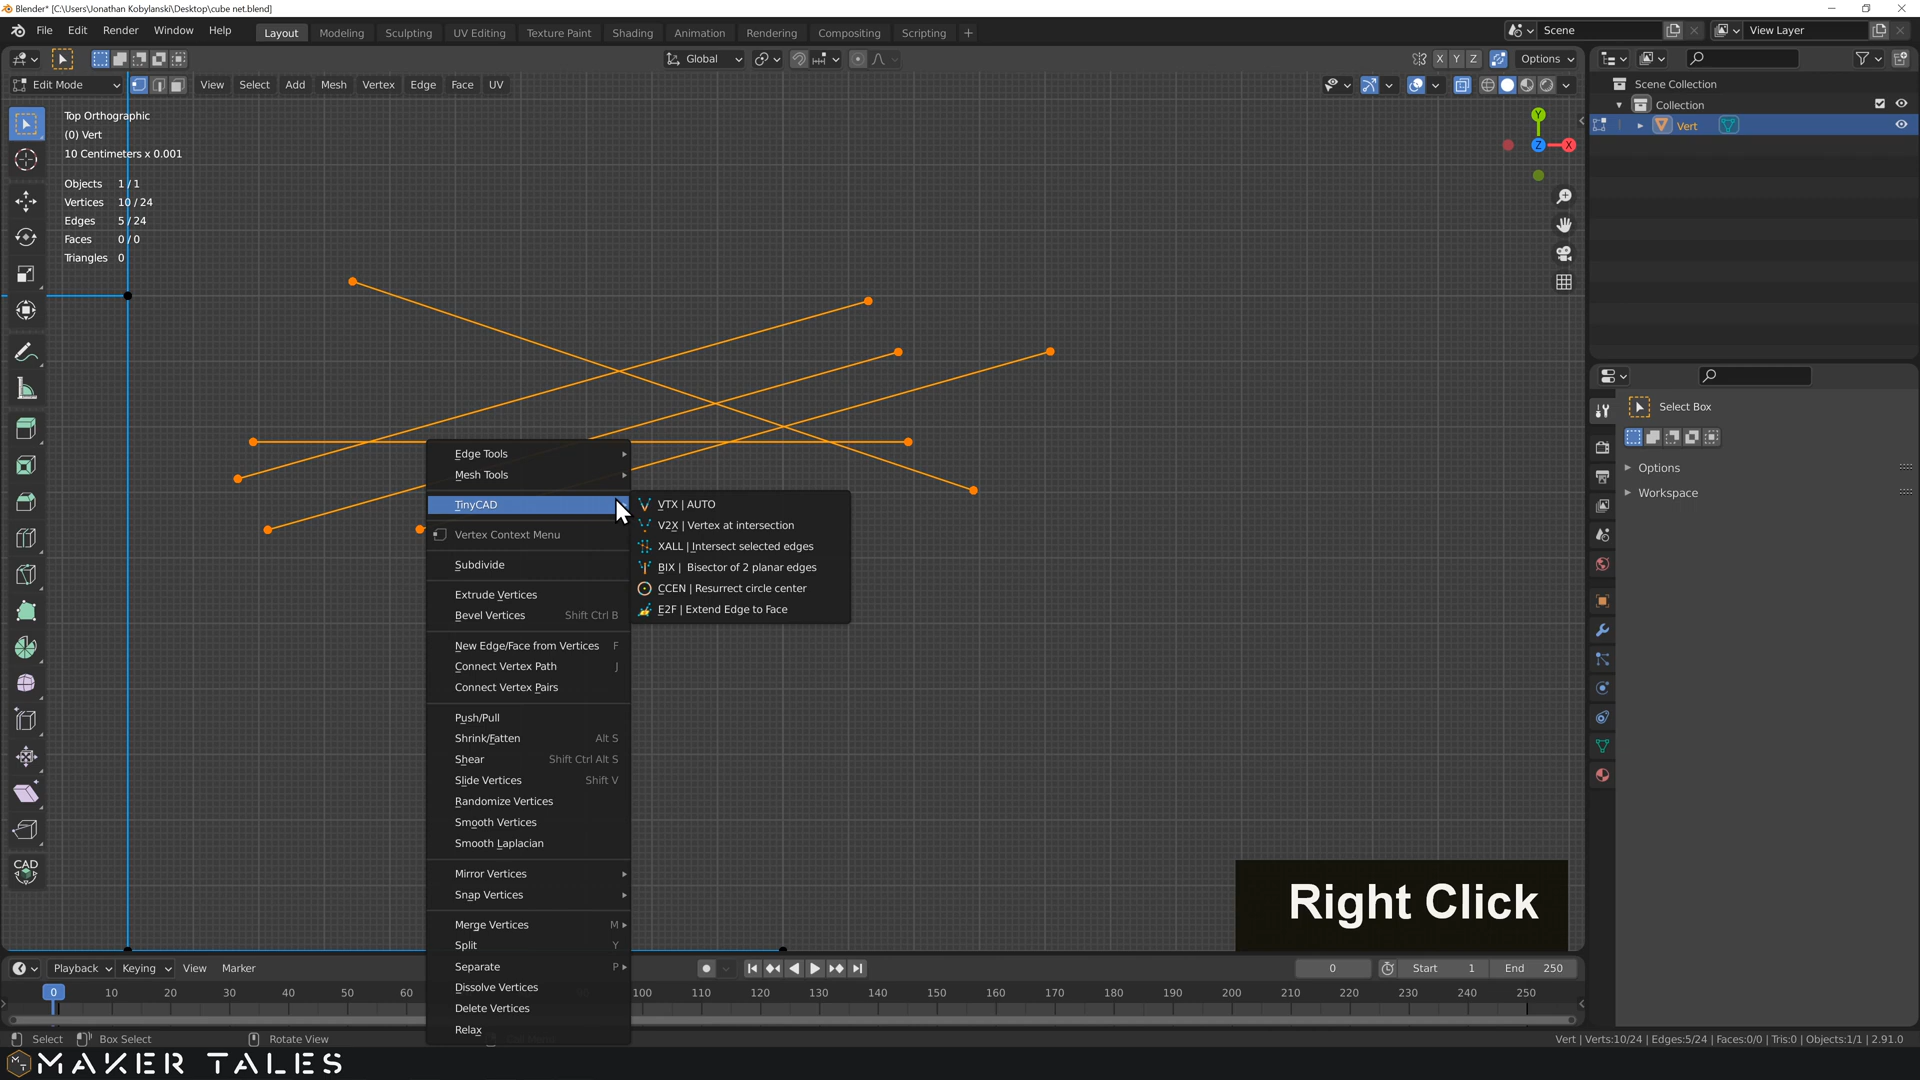 Blender* [C:\Users\Jonathan Kobylanski\Desktop\cube net.blend]
File Edit Render Window Help Layout Modeling Sculpting UV Editing Texture Paint Shading Animation Rendering Compositing Scripting + Scene View Layer
Global X Y Z Options
Edit Mode View Select Add Mesh Vertex Edge Face UV
Scene Collection
Collection
Vert
Top Orthographic
(0) Vert
10 Centimeters x 0.001
Objects 1/1
Vertices 10/24
Edges 5/24
Faces 0/0
Triangles 0
Y
Z
X
Select Box
Options
Workspace
Edge Tools
Mesh Tools
TinyCAD
Vertex Context Menu
Subdivide
Extrude Vertices
Bevel Vertices Shift Ctrl B
New Edge/Face from Vertices F
Connect Vertex Path J
Connect Vertex Pairs
Push/Pull
Shrink/Fatten Alt S
Shear Shift Ctrl Alt S
Slide Vertices Shift V
Randomize Vertices
Smooth Vertices
Smooth Laplacian
Mirror Vertices
Snap Vertices
Merge Vertices M
Split Y
Separate P
Dissolve Vertices
Delete Vertices
Relax
VTX | AUTO
V2X | Vertex at intersection
XALL | Intersect selected edges
BIX | Bisector of 2 planar edges
CCEN | Resurrect circle center
E2F | Extend Edge to Face
CAD
Right Click
Playback Keying View Marker 0 Start 1 End 250
0 10 20 30 40 50 60 100 110 120 130 140 150 160 170 180 190 200 210 220 230 240 250
Select Box Select Rotate View Vert | Verts:10/24 | Edges:5/24 | Faces:0/0 | Tris:0 | Objects:1/1 | 2.91.0
MAKER TALES